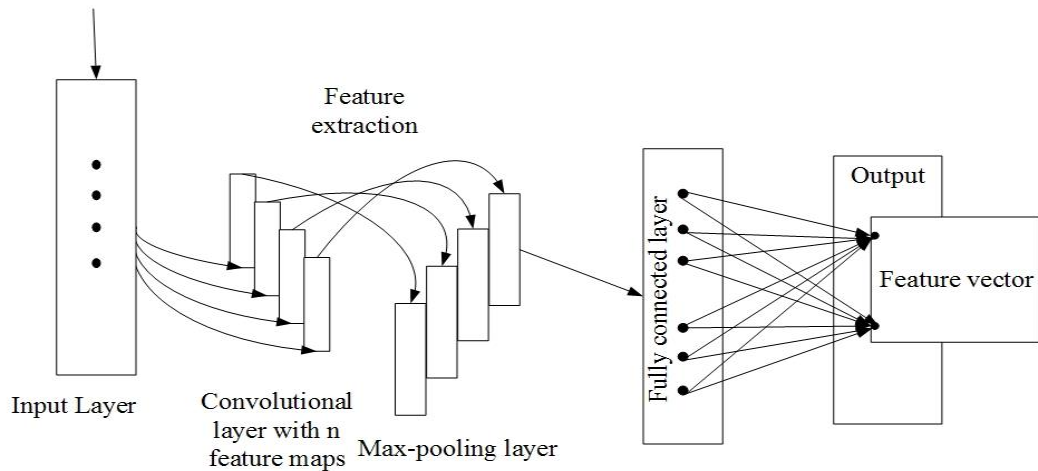 Feature
extraction
Input Layer
Convolutional
layer with n
feature maps
Max-pooling layer
Fully connected layer
Output
Feature vector